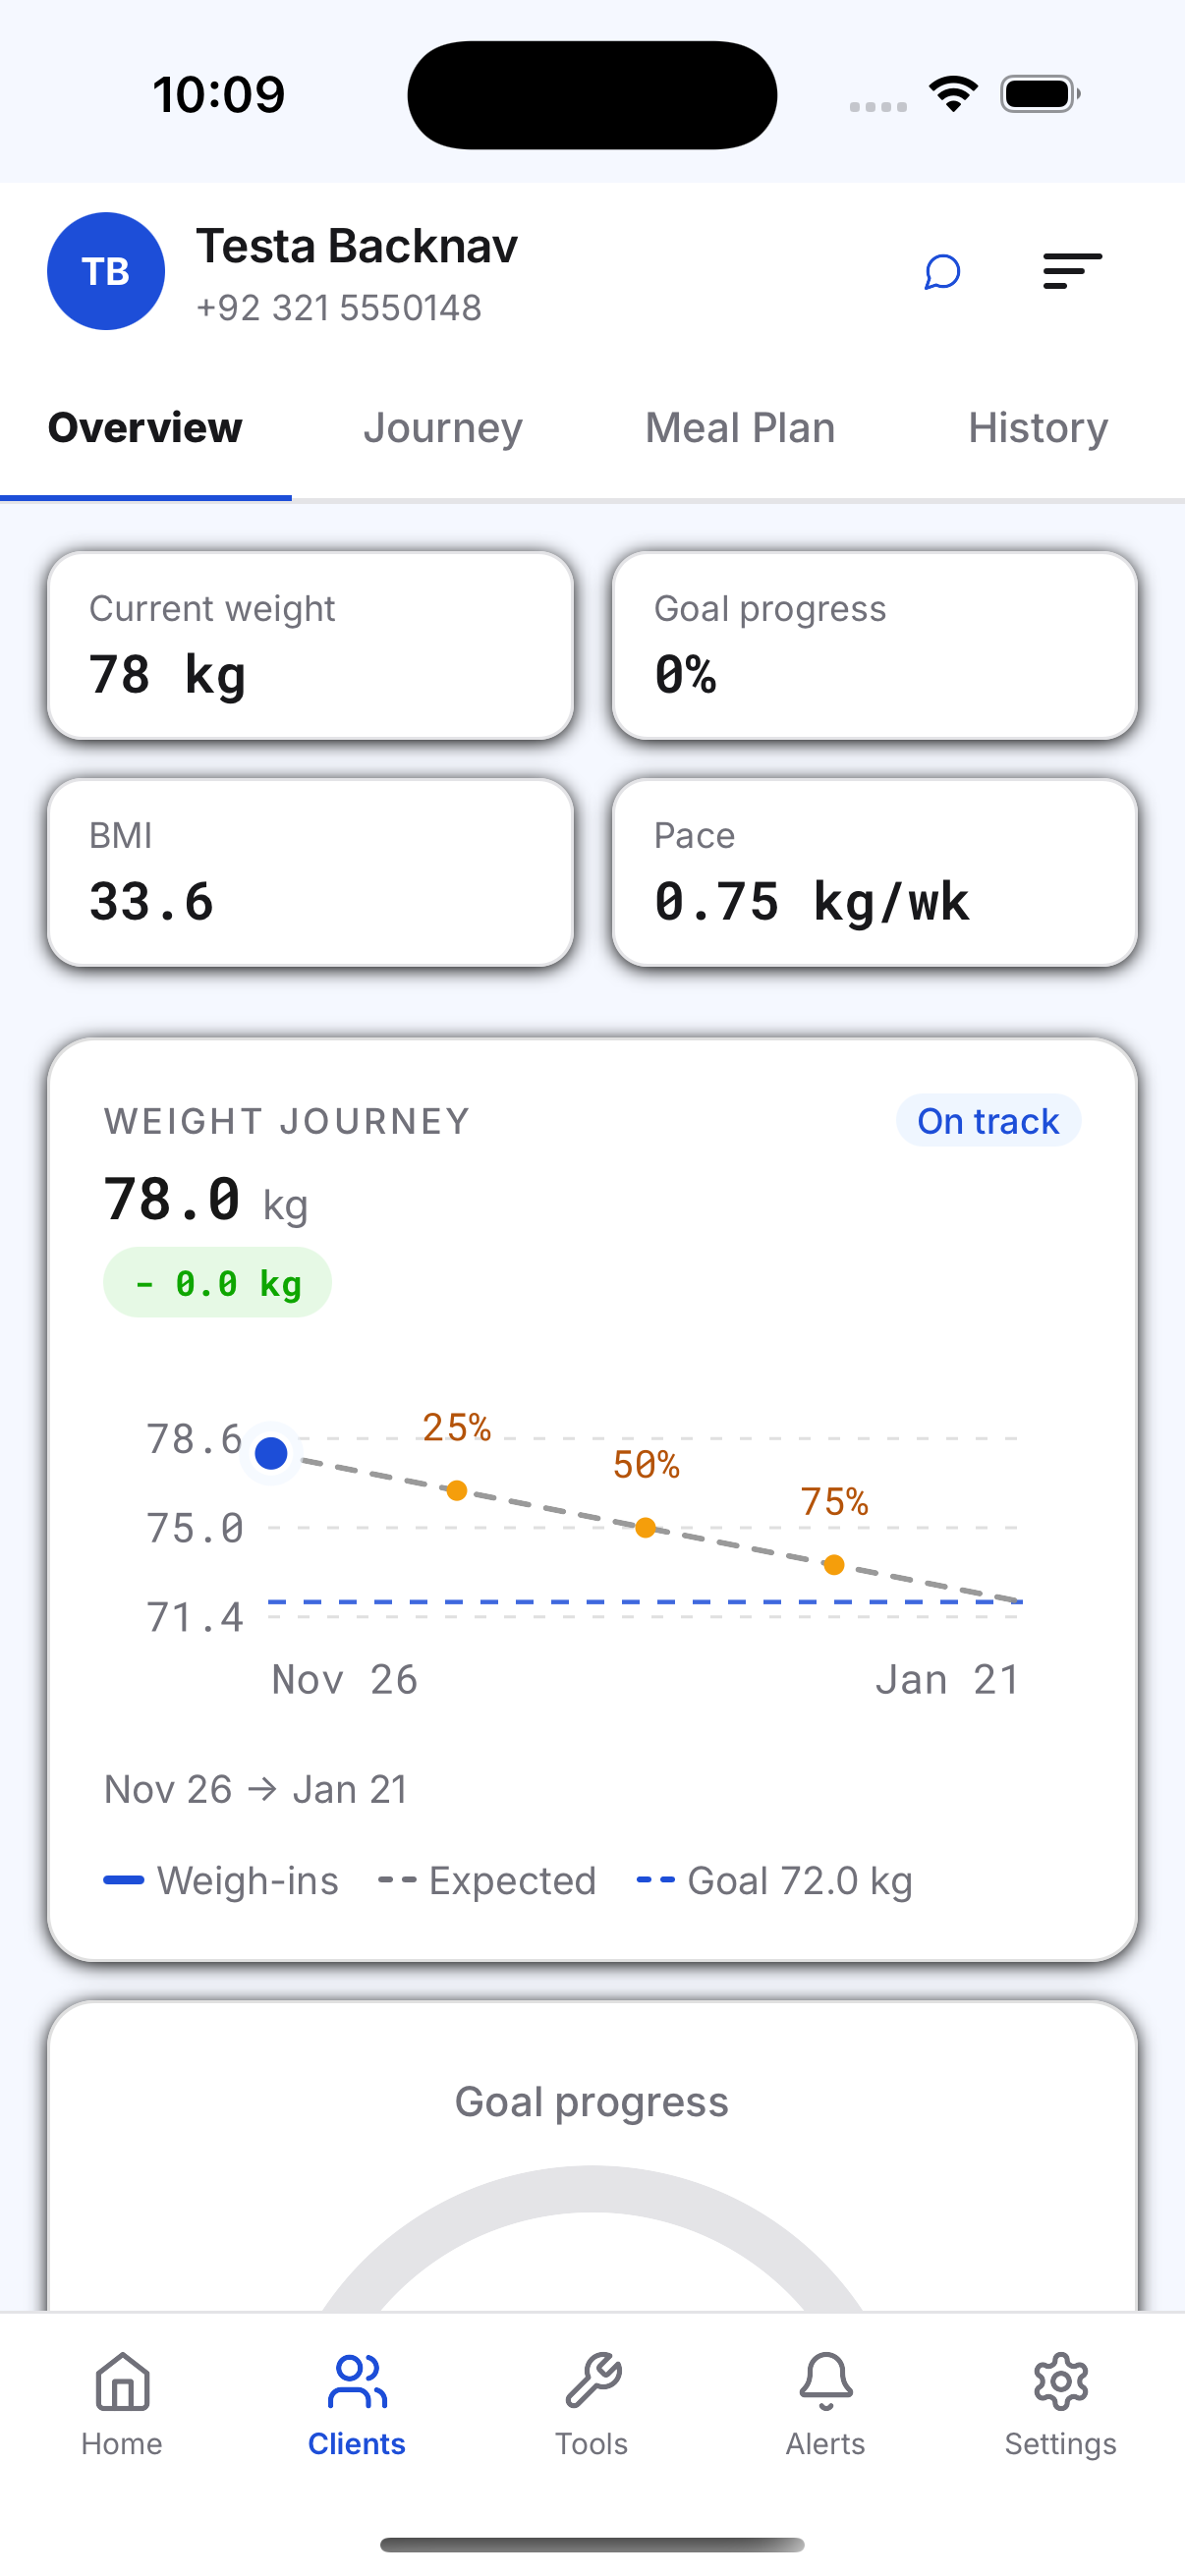 10:09
TB
Testa Backnav
+92 321 5550148
Overview Journey Meal Plan History
Current weight
78 kg
Goal progress
0%
BMI
33.6
Pace
0.75 kg/wk
WEIGHT JOURNEY
On track
78.0 kg
- 0.0 kg
78.6
25%
50%
75%
75.0
71.4
Nov 26 Jan 21
Nov 26 → Jan 21
Weigh-ins Expected Goal 72.0 kg
Goal progress
Home Clients Tools Alerts Settings